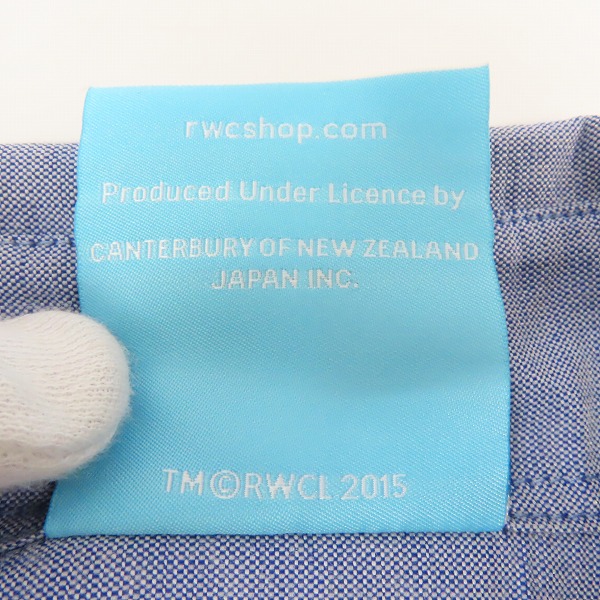 rwcshop.com
Produced Under Licence by
CANTERBURY OF NEW ZEALAND
JAPAN INC.
TM©RWCL 2015